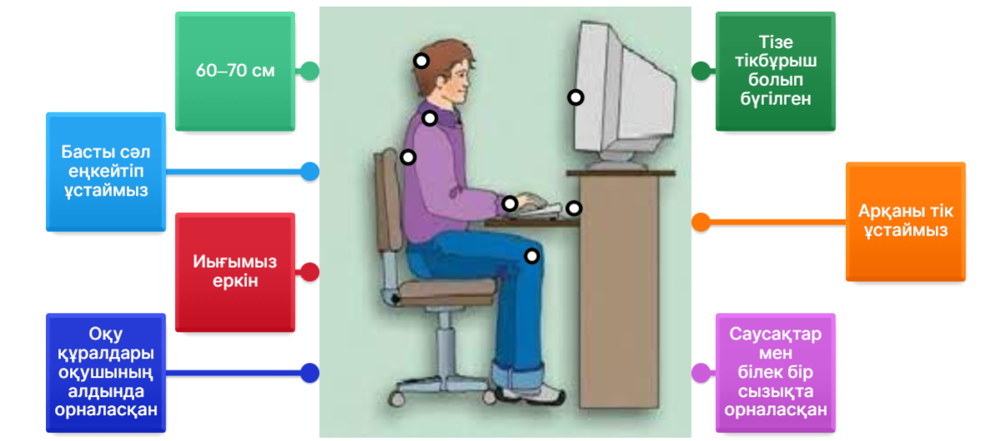 60–70 см
Басты сәл
еңкейтіп
ұстаймыз
Иығымыз
еркін
Оқу
құралдары
оқушының
алдында
орналасқан
Тізе
тікбұрыш
болып
бүгілген
Арқаны тік
ұстаймыз
Саусақтар
мен
білек бір
сызықта
орналасқан